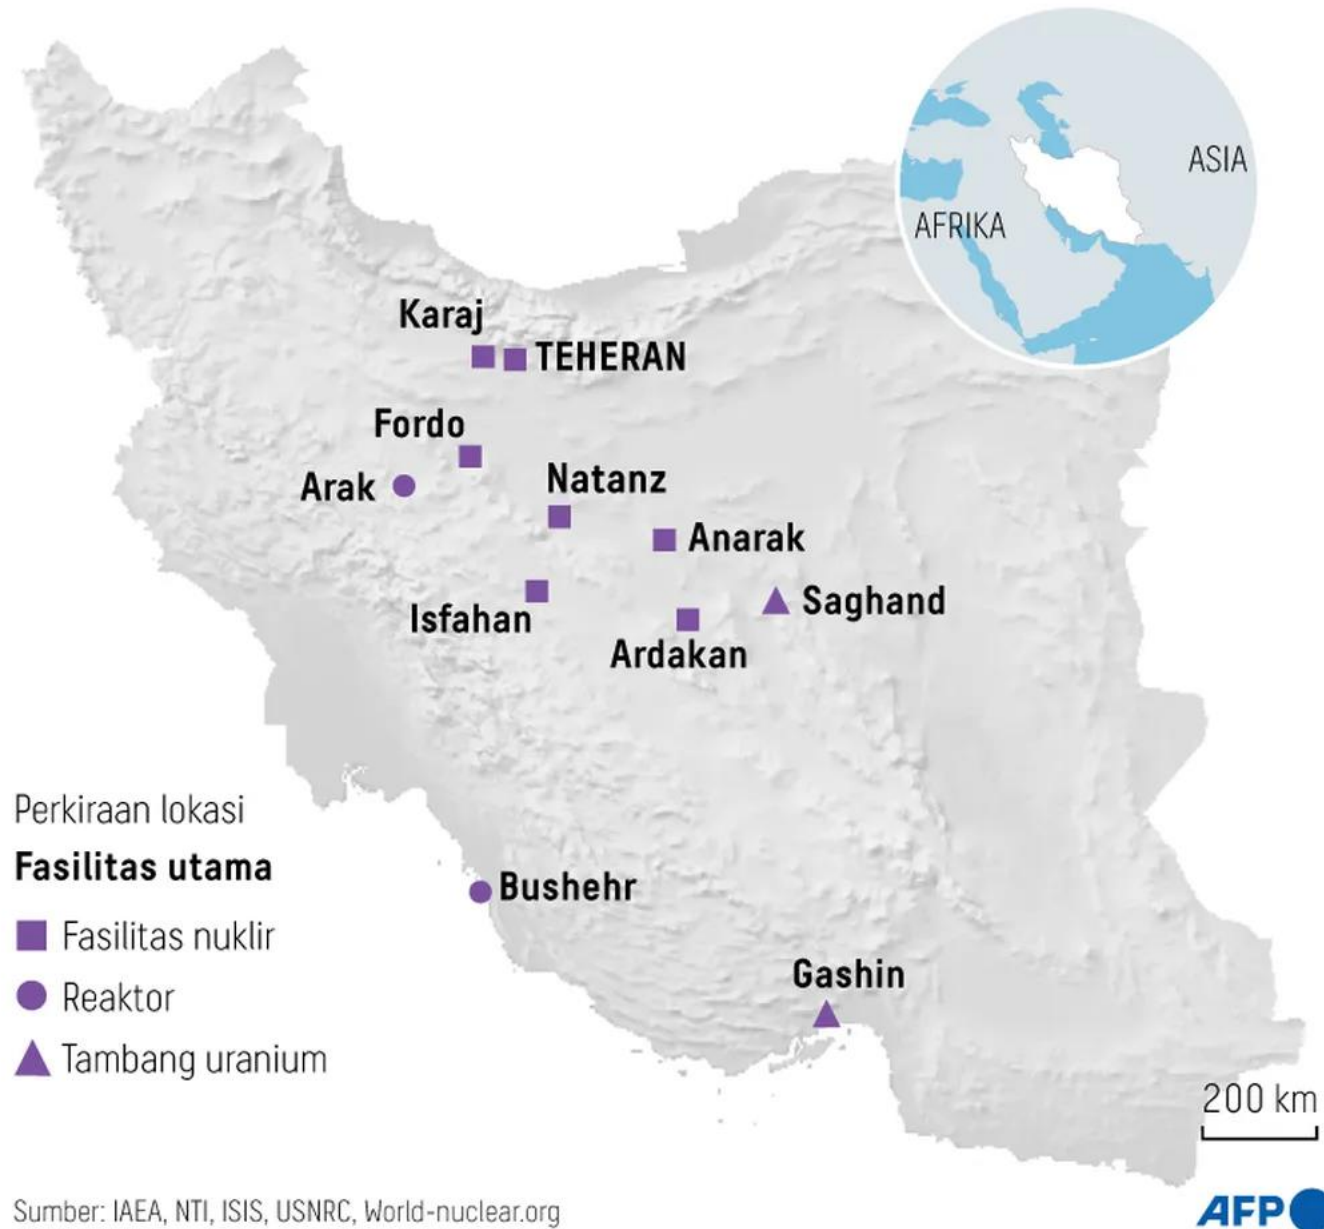 ASIA
AFRIKA
Karaj
TEHERAN
Fordo
Arak
Natanz
Anarak
Isfahan
Saghand
Ardakan
Perkiraan lokasi
Fasilitas utama
Fasilitas nuklir
Reaktor
Tambang uranium
Bushehr
Gashin
200 km
Sumber: IAEA, NTI, ISIS, USNRC, World-nuclear.org
AFP